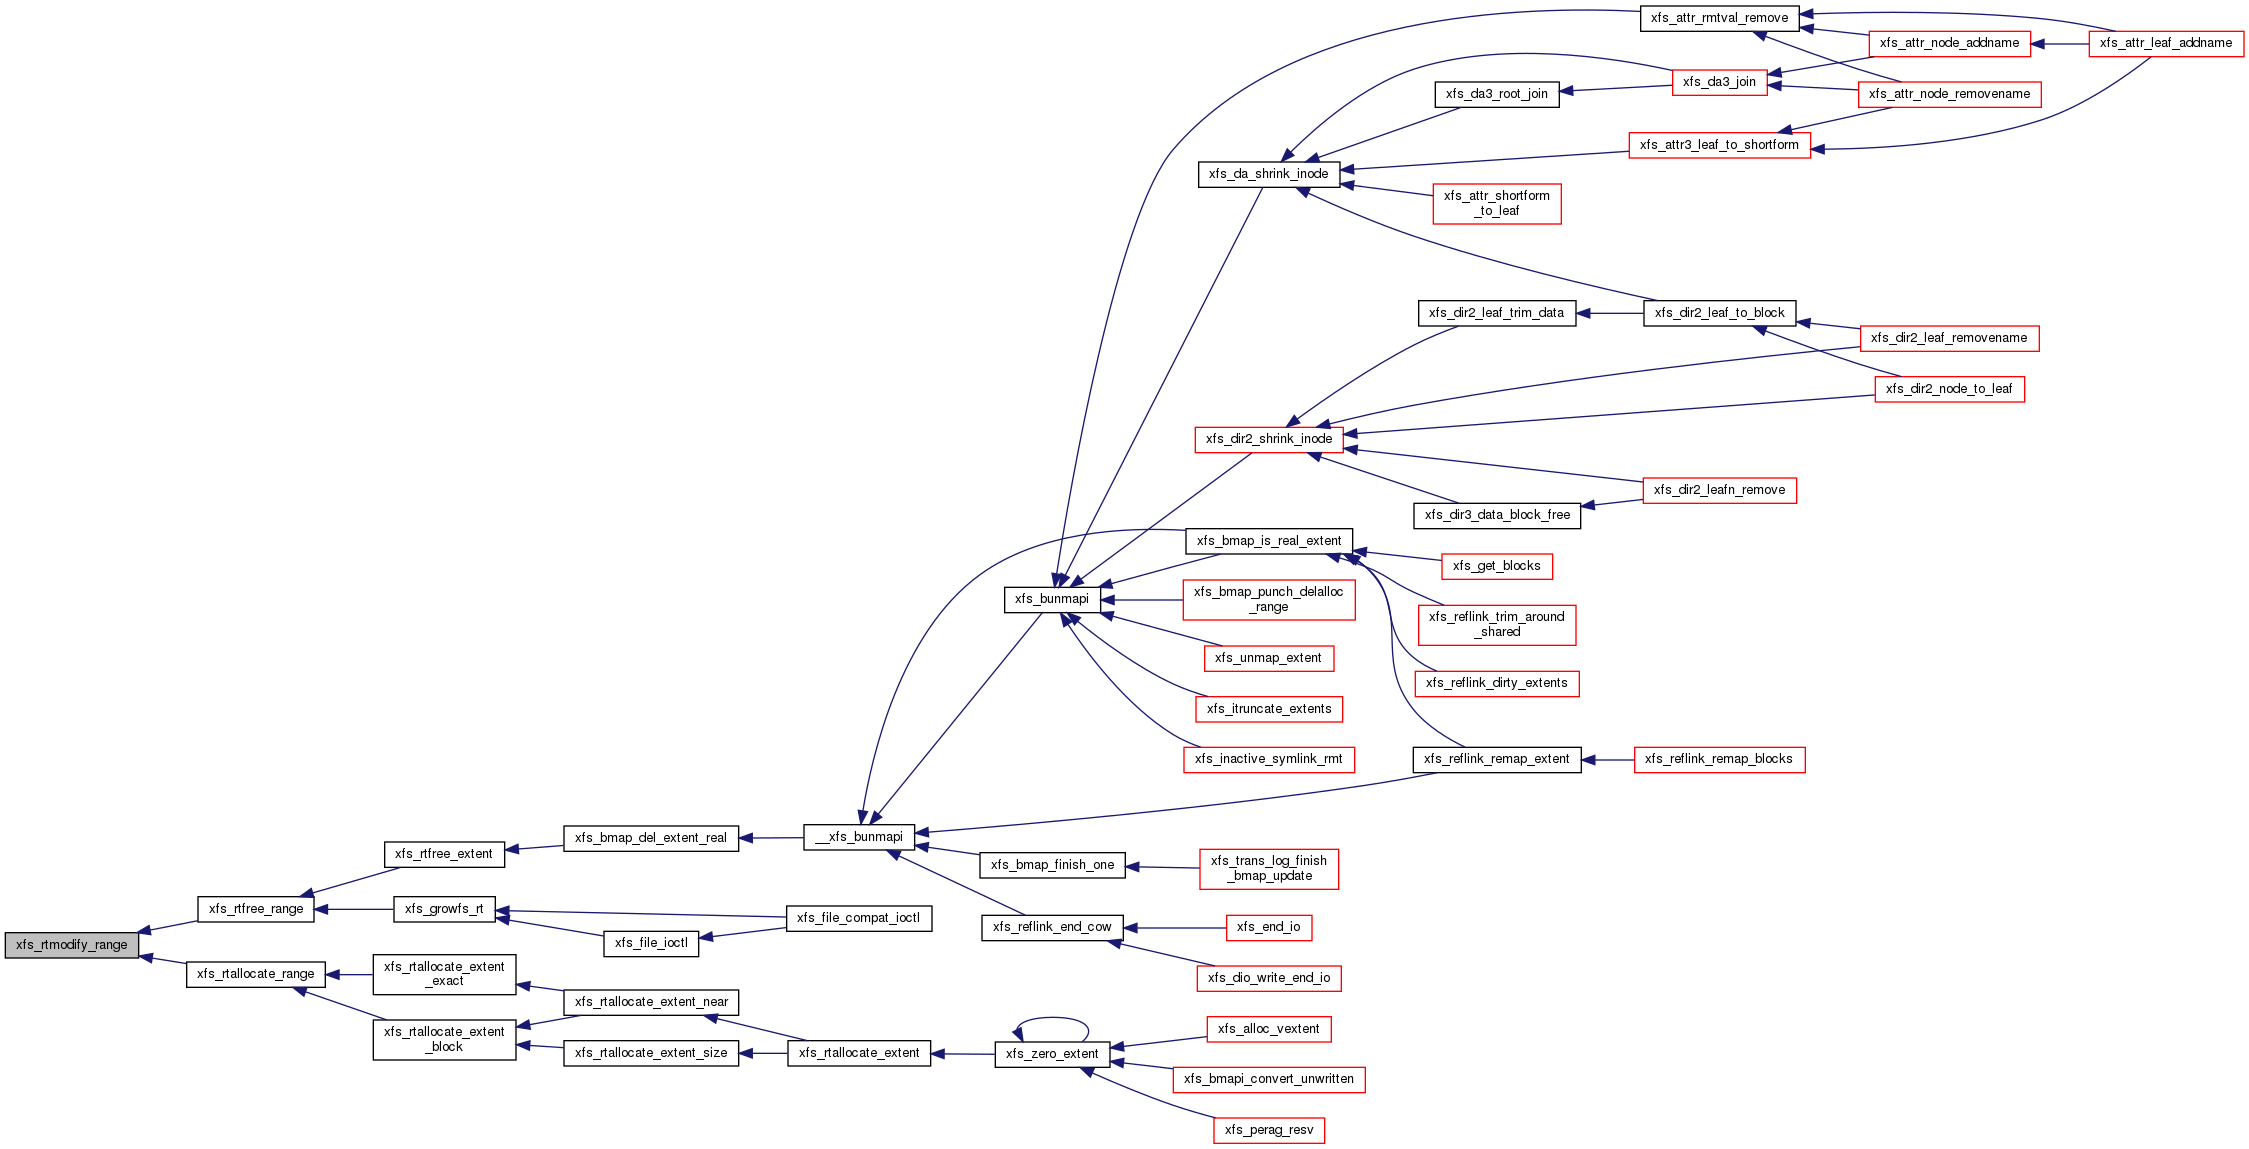 xfs_rtmodify_range
xfs_rtfree_range
xfs_rtallocate_range
xfs_rtfree_extent
xfs_growfs_rt
xfs_rtallocate_extent
_exact
xfs_rtallocate_extent
_block
xfs_bmap_del_extent_real
xfs_file_ioctl
xfs_rtallocate_extent_near
xfs_rtallocate_extent_size
__xfs_bunmapi
xfs_file_compat_ioctl
xfs_rtallocate_extent
xfs_bunmapi
xfs_bmap_finish_one
xfs_reflink_end_cow
xfs_zero_extent
xfs_da_shrink_inode
xfs_dir2_shrink_inode
xfs_bmap_is_real_extent
xfs_bmap_punch_delalloc
_range
xfs_unmap_extent
xfs_itruncate_extents
xfs_inactive_symlink_rmt
xfs_trans_log_finish
_bmap_update
xfs_end_io
xfs_dio_write_end_io
xfs_alloc_vextent
xfs_bmapi_convert_unwritten
xfs_perag_resv
xfs_da3_root_join
xfs_attr_shortform
_to_leaf
xfs_dir2_leaf_trim_data
xfs_dir3_data_block_free
xfs_get_blocks
xfs_reflink_trim_around
_shared
xfs_reflink_dirty_extents
xfs_reflink_remap_extent
xfs_attr_rmtval_remove
xfs_da3_join
xfs_attr3_leaf_to_shortform
xfs_dir2_leaf_to_block
xfs_dir2_leafn_remove
xfs_reflink_remap_blocks
xfs_attr_node_addname
xfs_attr_node_removename
xfs_dir2_leaf_removename
xfs_dir2_node_to_leaf
xfs_attr_leaf_addname